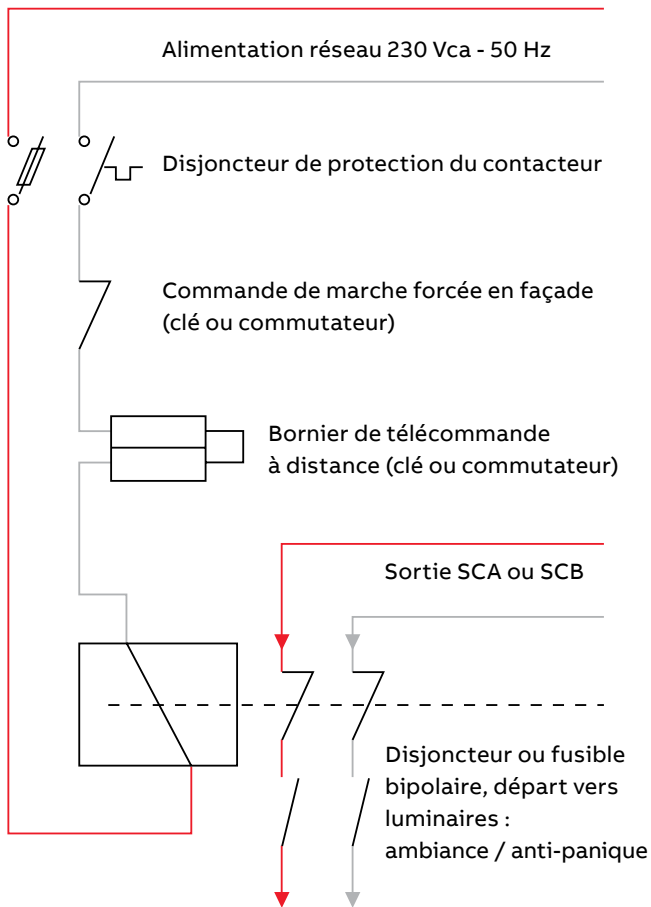 Alimentation réseau 230 Vca - 50 Hz
Disjoncteur de protection du contacteur
Commande de marche forcée en façade
(clé ou commutateur)
Bornier de télécommande
à distance (clé ou commutateur)
Sortie SCA ou SCB
Disjoncteur ou fusible
bipolaire, départ vers
luminaires :
ambiance / anti-panique